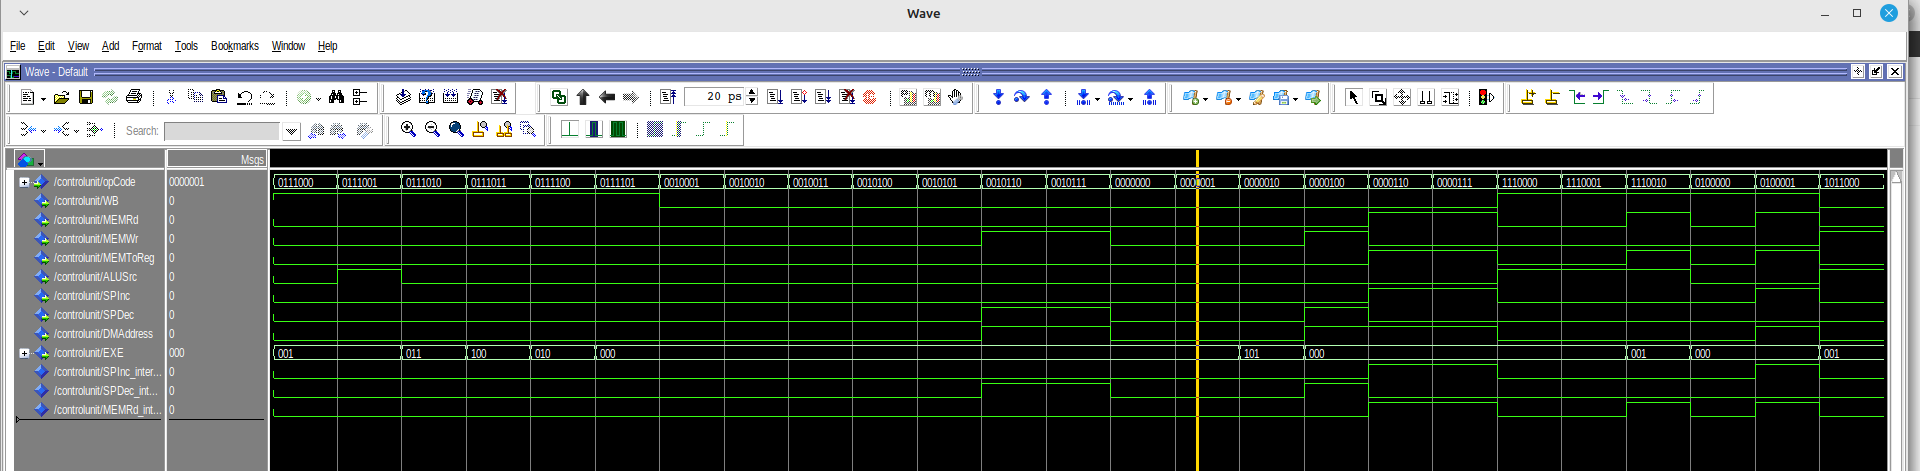 Wave
File Edit View Add Format Tools Bookmarks Window Help
Wave - Default
20 ps
Search:
Msgs
/controlunit/opCode 0000001 0111000 0111001 0111010 0111011 0111100 0111101 0010001 0010010 0010011 0010100 0010101 0010110 0010111 0000000 0000001 0000010 0000100 0000110 0000111 1110000 1110001 1110010 0100000 0100001 1011000
/controlunit/WB 0
/controlunit/MEMRd 0
/controlunit/MEMWr 0
/controlunit/MEMToReg 0
/controlunit/ALUSrc 0
/controlunit/SPInc 0
/controlunit/SPDec 0
/controlunit/DMAddress 0
/controlunit/EXE 000 001 011 100 010 000 101 000 001 000 001
/controlunit/SPInc_inter... 0
/controlunit/SPDec_int... 0
/controlunit/MEMRd_int... 0